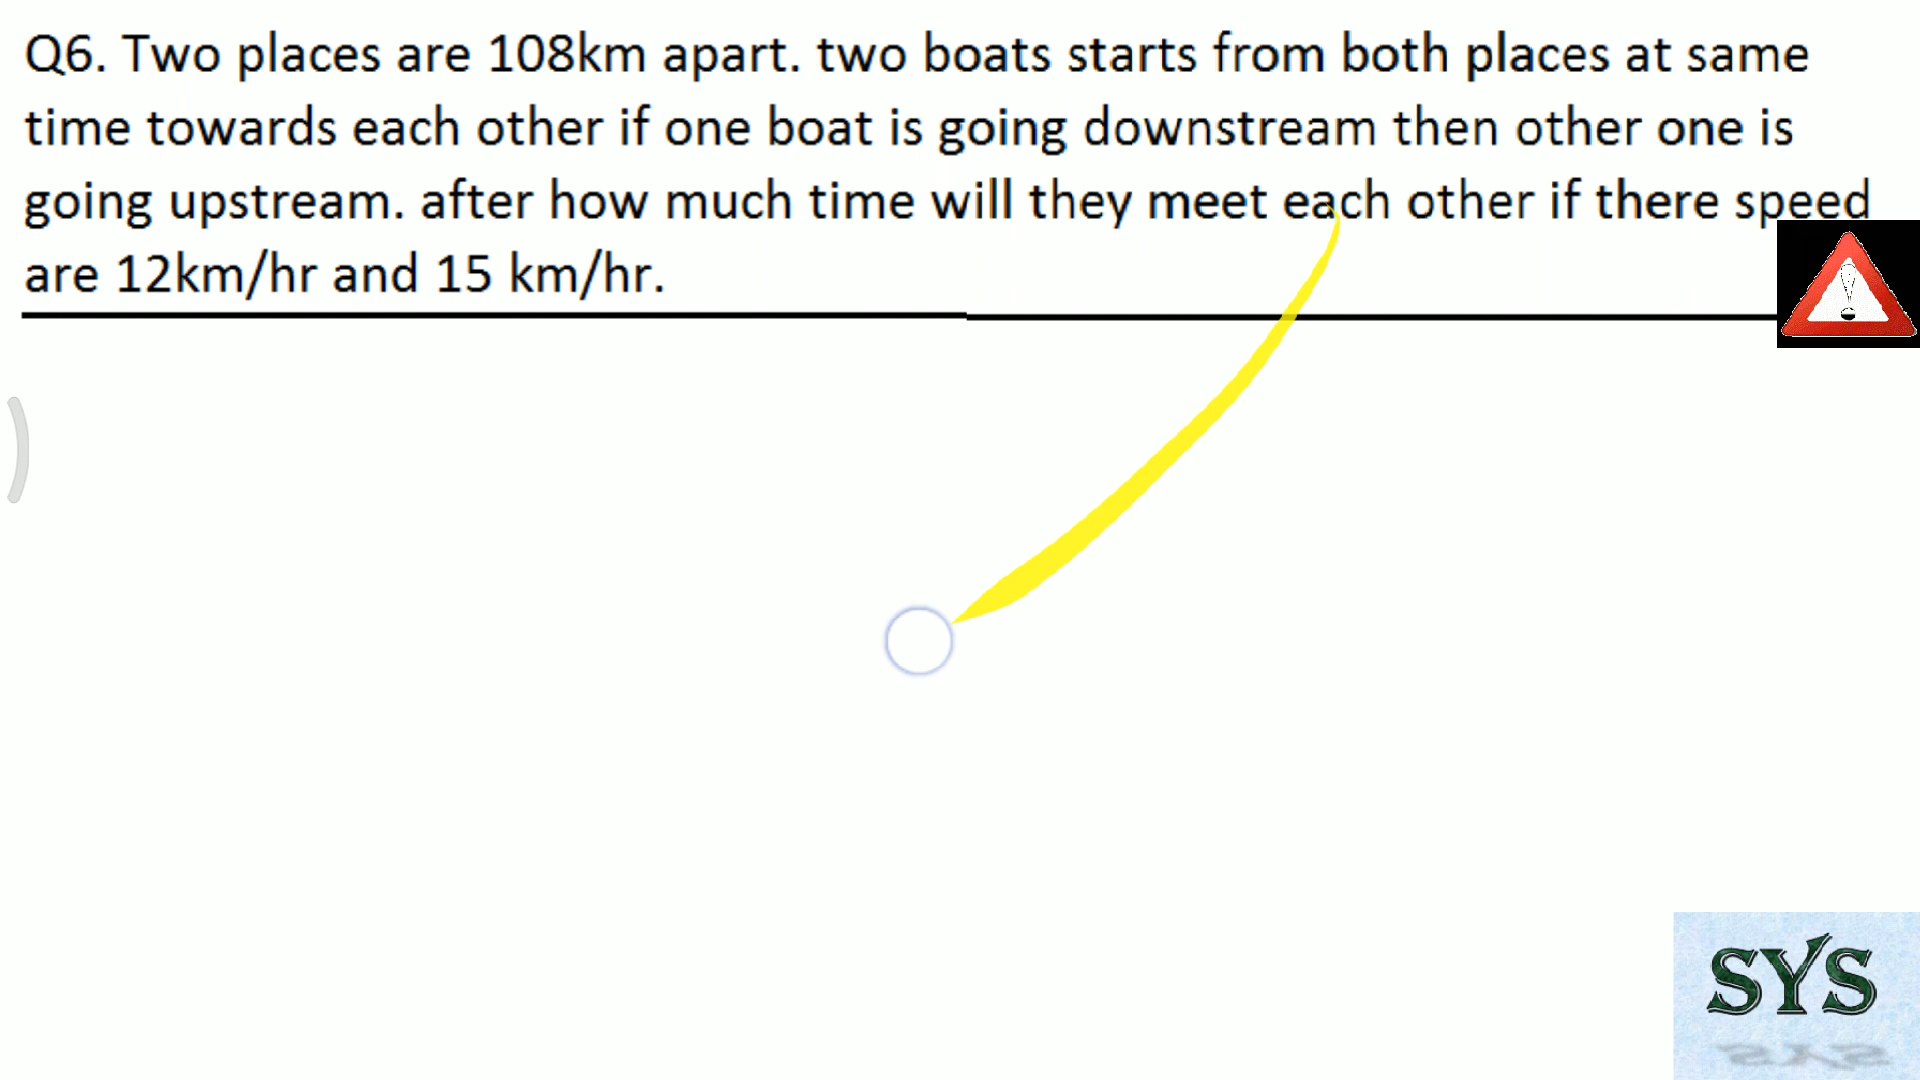 Q6. Two places are 108km apart. two boats starts from both places at same
time towards each other if one boat is going downstream then other one is
going upstream. after how much time will they meet each other if there speed
are 12km/hr and 15 km/hr.
SYS